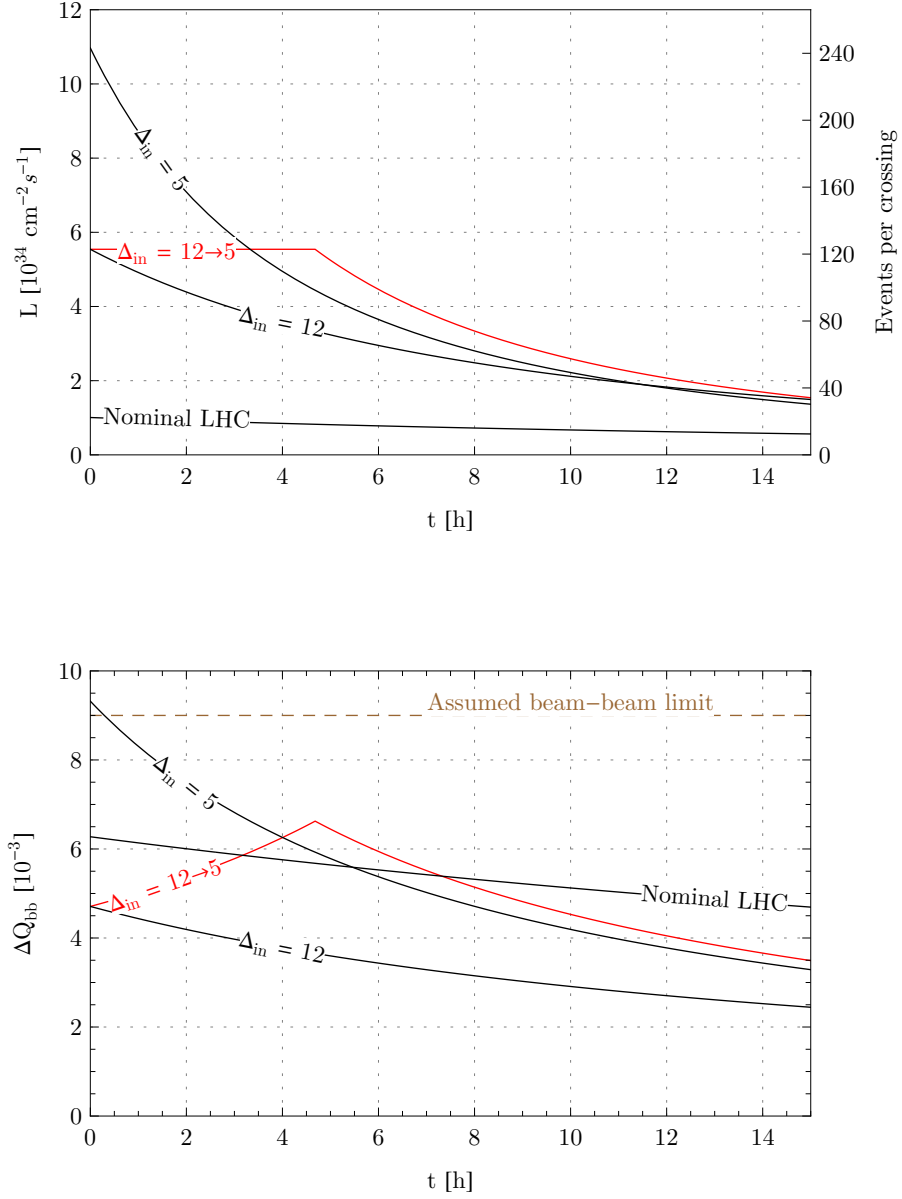 12
10
8
6
4
2
0
L [10³⁴ cm⁻²s⁻¹]
Δin = 5
Δin = 12→5
Δin = 12
Nominal LHC
240
200
160
120
80
40
0
Events per crossing
0 2 4 6 8 10 12 14
t [h]
10
8
6
4
2
0
ΔQbb [10⁻³]
Assumed beam−beam limit
Δin = 5
Δin = 12→5
Nominal LHC
Δin = 12
0 2 4 6 8 10 12 14
t [h]